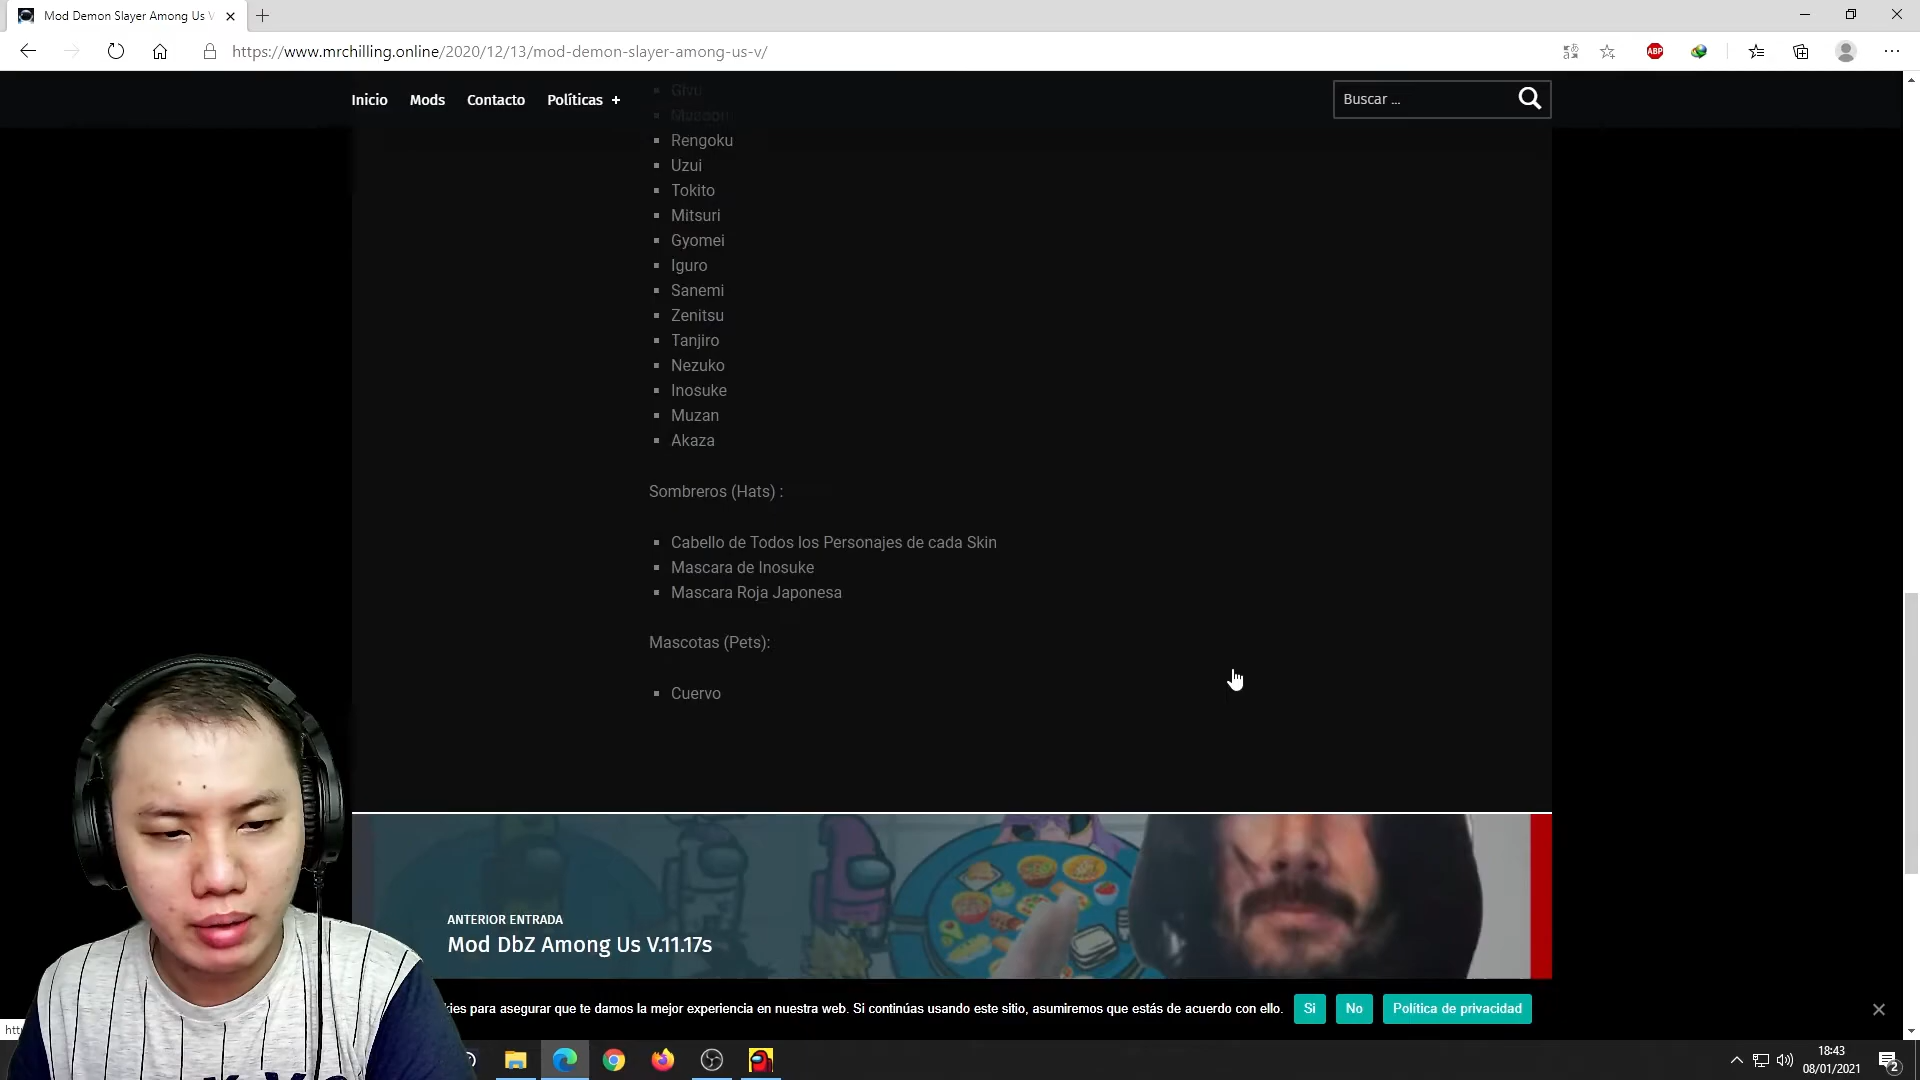 Mod Demon Slayer Among Us V
https://www.mrchilling.online/2020/12/13/mod-demon-slayer-among-us-v/
ABP
Inicio Mods Contacto Políticas +
Buscar ...
Giyu
Rengoku
Uzui
Tokito
Mitsuri
Gyomei
Iguro
Sanemi
Zenitsu
Tanjiro
Nezuko
Inosuke
Muzan
Akaza
Sombreros (Hats) :
Cabello de Todos los Personajes de cada Skin
Mascara de Inosuke
Mascara Roja Japonesa
Mascotas (Pets):
Cuervo
ANTERIOR ENTRADA
Mod DbZ Among Us V.11.17s
kies para asegurar que te damos la mejor experiencia en nuestra web. Si continúas usando este sitio, asumiremos que estás de acuerdo con ello. Si No Política de privacidad
18:43
08/01/2021
2